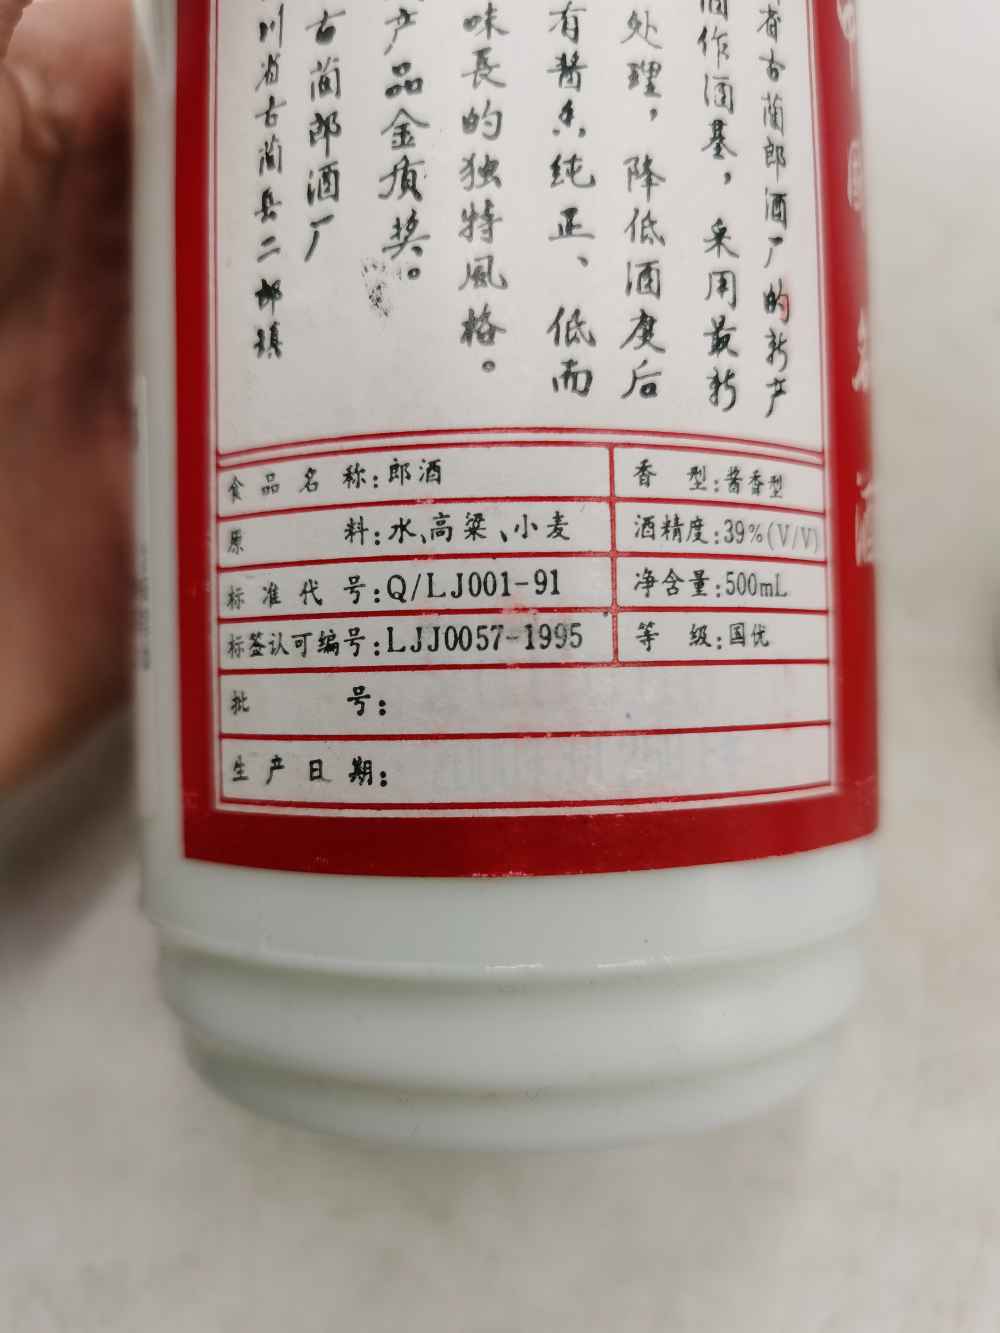 省古蔺郎酒厂的新产
酒作酒基，采用最新
处理，降低酒度后
有酱香纯正、低而
味長的独特風格。
产品金质奖。
古蔺郎酒厂
川省古蔺县二郎镇
食品名称：郎酒
香型：酱香型
原料：水、高粱、小麦
酒精度：39%(V/V)
标准代号：Q/LJ001-91
净含量：500mL
标签认可编号：LJJ0057-1995
等级：国优
批号：
生产日期：